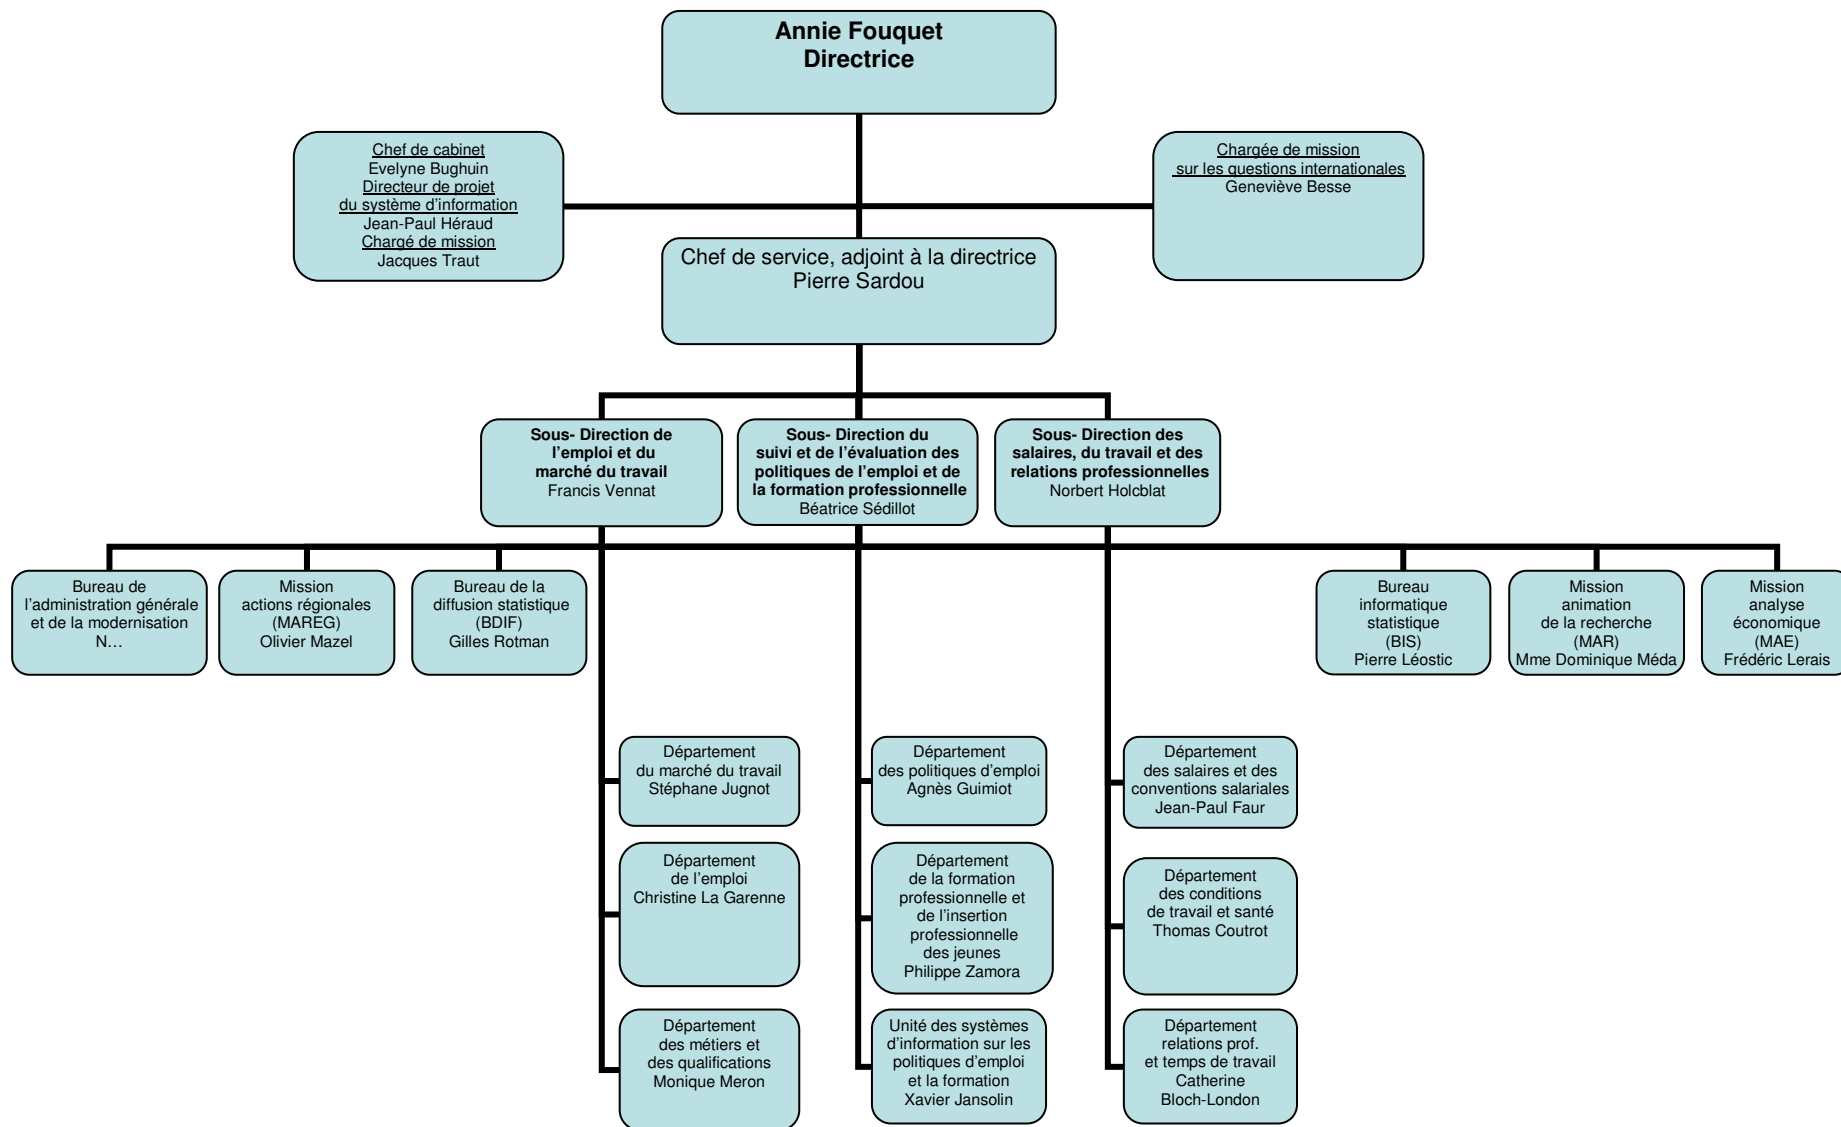 Annie Fouquet
Directrice
Chef de cabinet
Evelyne Bughuin
Directeur de projet
du système d'information
Jean-Paul Héraud
Chargé de mission
Jacques Traut
Chargée de mission
sur les questions internationales
Geneviève Besse
Chef de service, adjoint à la directrice
Pierre Sardou
Sous- Direction de
l'emploi et du
marché du travail
Francis Vennat
Sous- Direction du
suivi et de l'évaluation des
politiques de l'emploi et de
la formation professionnelle
Béatrice Sédillot
Sous- Direction des
salaires, du travail et des
relations professionnelles
Norbert Holcblat
Bureau de
l'administration générale
et de la modernisation
N…
Mission
actions régionales
(MAREG)
Olivier Mazel
Bureau de la
diffusion statistique
(BDIF)
Gilles Rotman
Bureau
informatique
statistique
(BIS)
Pierre Léostic
Mission
animation
de la recherche
(MAR)
Mme Dominique Méda
Mission
analyse
économique
(MAE)
Frédéric Lerais
Département
du marché du travail
Stéphane Jugnot
Département
des politiques d'emploi
Agnès Guimiot
Département
des salaires et des
conventions salariales
Jean-Paul Faur
Département
de l'emploi
Christine La Garenne
Département
de la formation
professionnelle et
de l'insertion
professionnelle
des jeunes
Philippe Zamora
Département
des conditions
de travail et santé
Thomas Coutrot
Département
des métiers et
des qualifications
Monique Meron
Unité des systèmes
d'information sur les
politiques d'emploi
et la formation
Xavier Jansolin
Département
relations prof.
et temps de travail
Catherine
Bloch-London